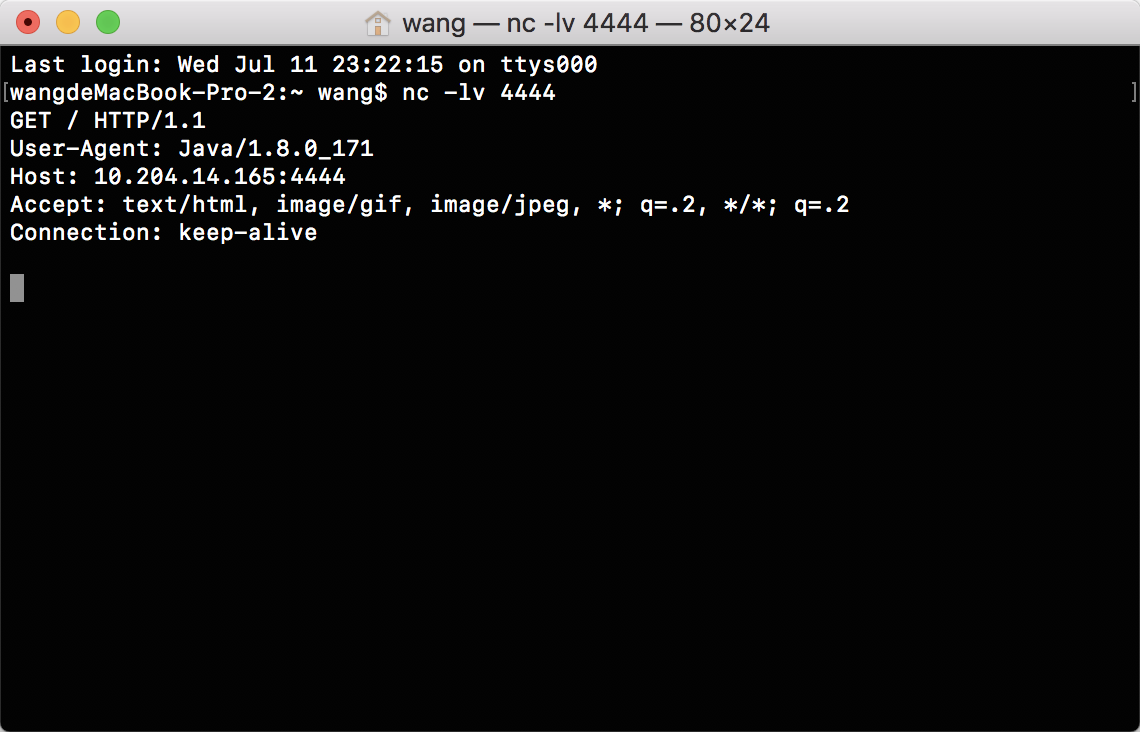 wang — nc -lv 4444 — 80×24
Last login: Wed Jul 11 23:22:15 on ttys000
[wangdeMacBook-Pro-2:~ wang$ nc -lv 4444 ]
GET / HTTP/1.1
User-Agent: Java/1.8.0_171
Host: 10.204.14.165:4444
Accept: text/html, image/gif, image/jpeg, *; q=.2, */*; q=.2
Connection: keep-alive